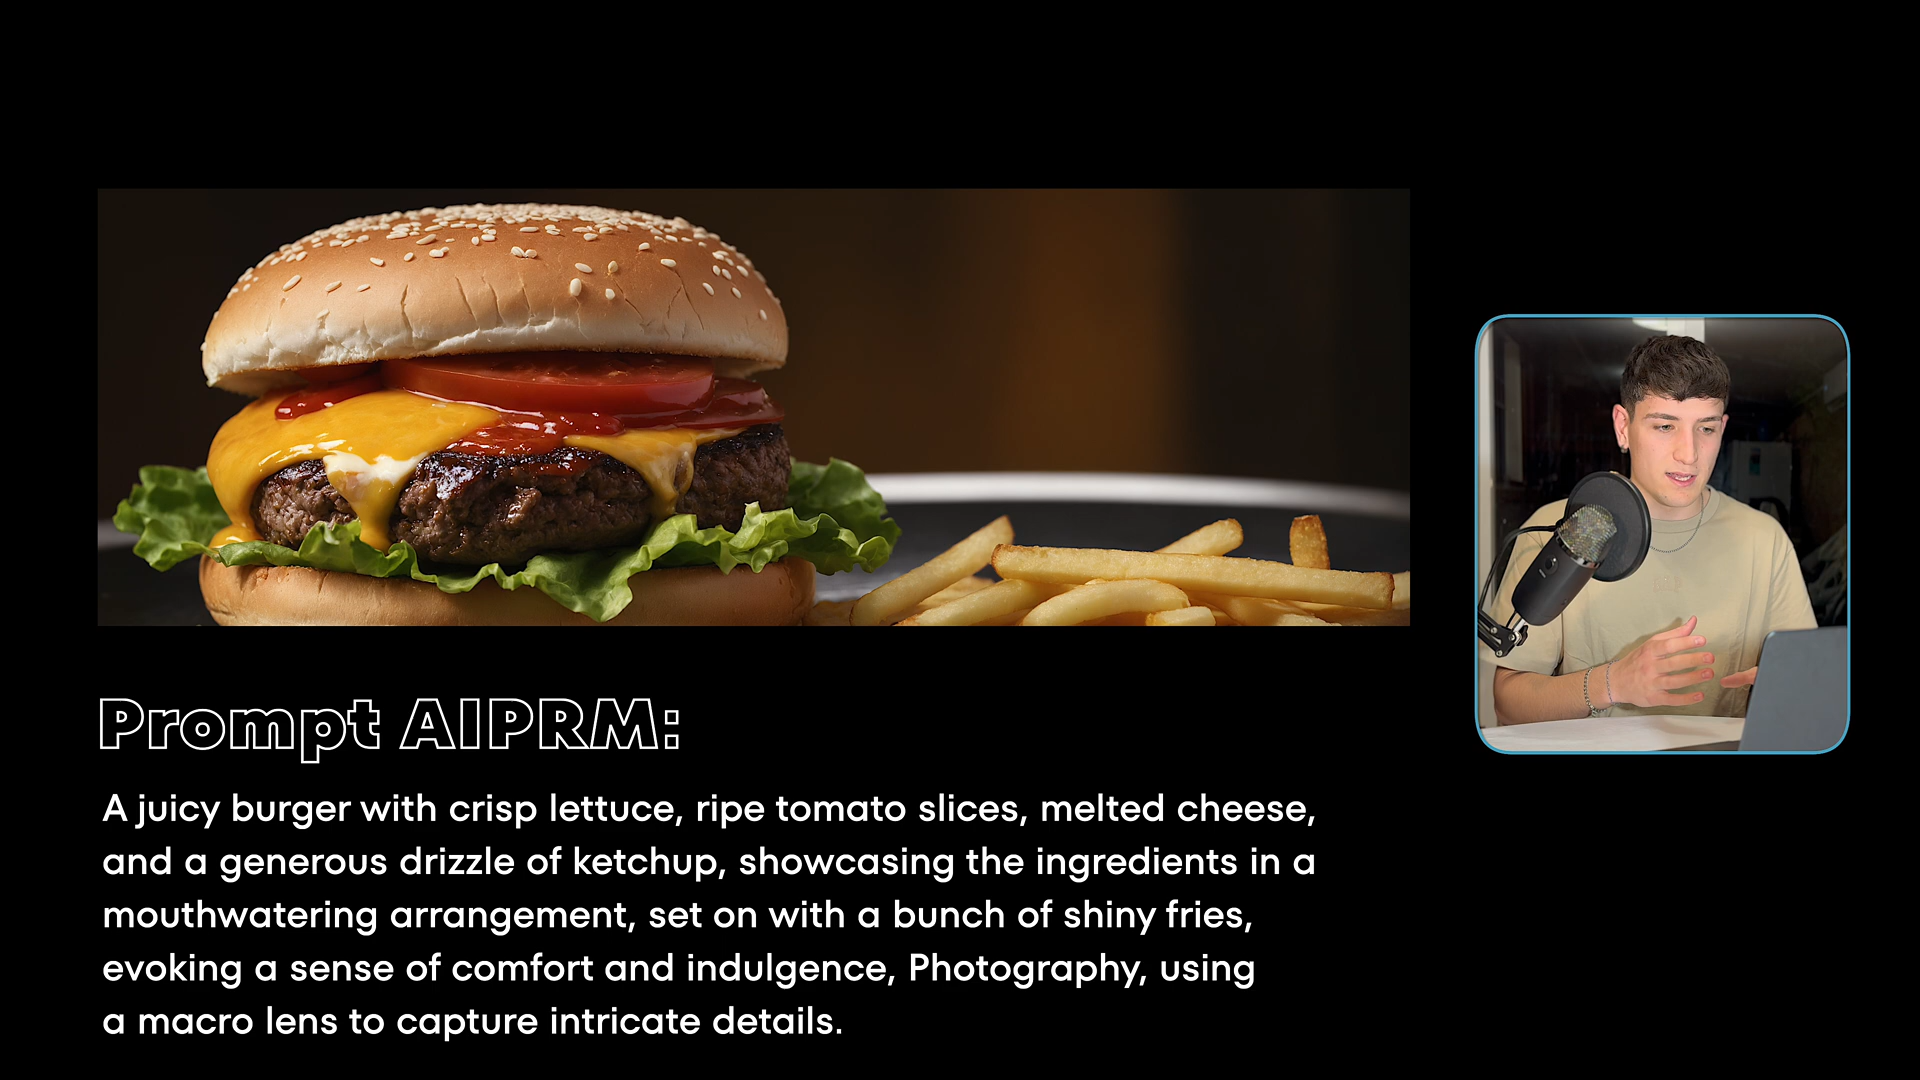 Prompt AIPRM:
A juicy burger with crisp lettuce, ripe tomato slices, melted cheese,
and a generous drizzle of ketchup, showcasing the ingredients in a
mouthwatering arrangement, set on with a bunch of shiny fries,
evoking a sense of comfort and indulgence, Photography, using
a macro lens to capture intricate details.